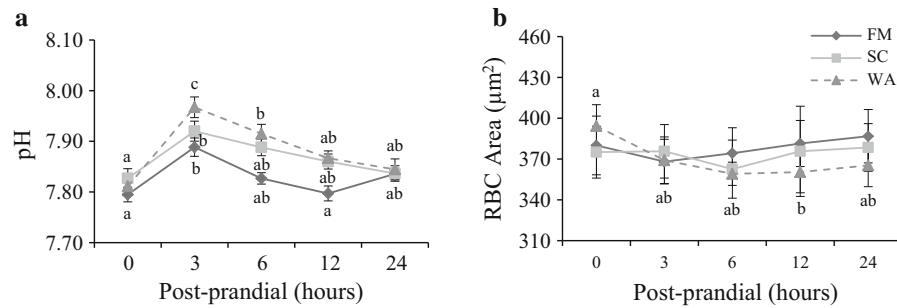 a
8.10
8.00
7.90
7.80
7.70
pH
c
b
b
b
a
ab
ab
ab
ab
ab
a
b
ab
a
ab
0 3 6 12 24
Post-prandial (hours)
b
460
430
400
370
340
310
RBC Area (µm²)
FM
SC
WA
a
ab
ab
b
ab
0 3 6 12 24
Post-prandial (hours)